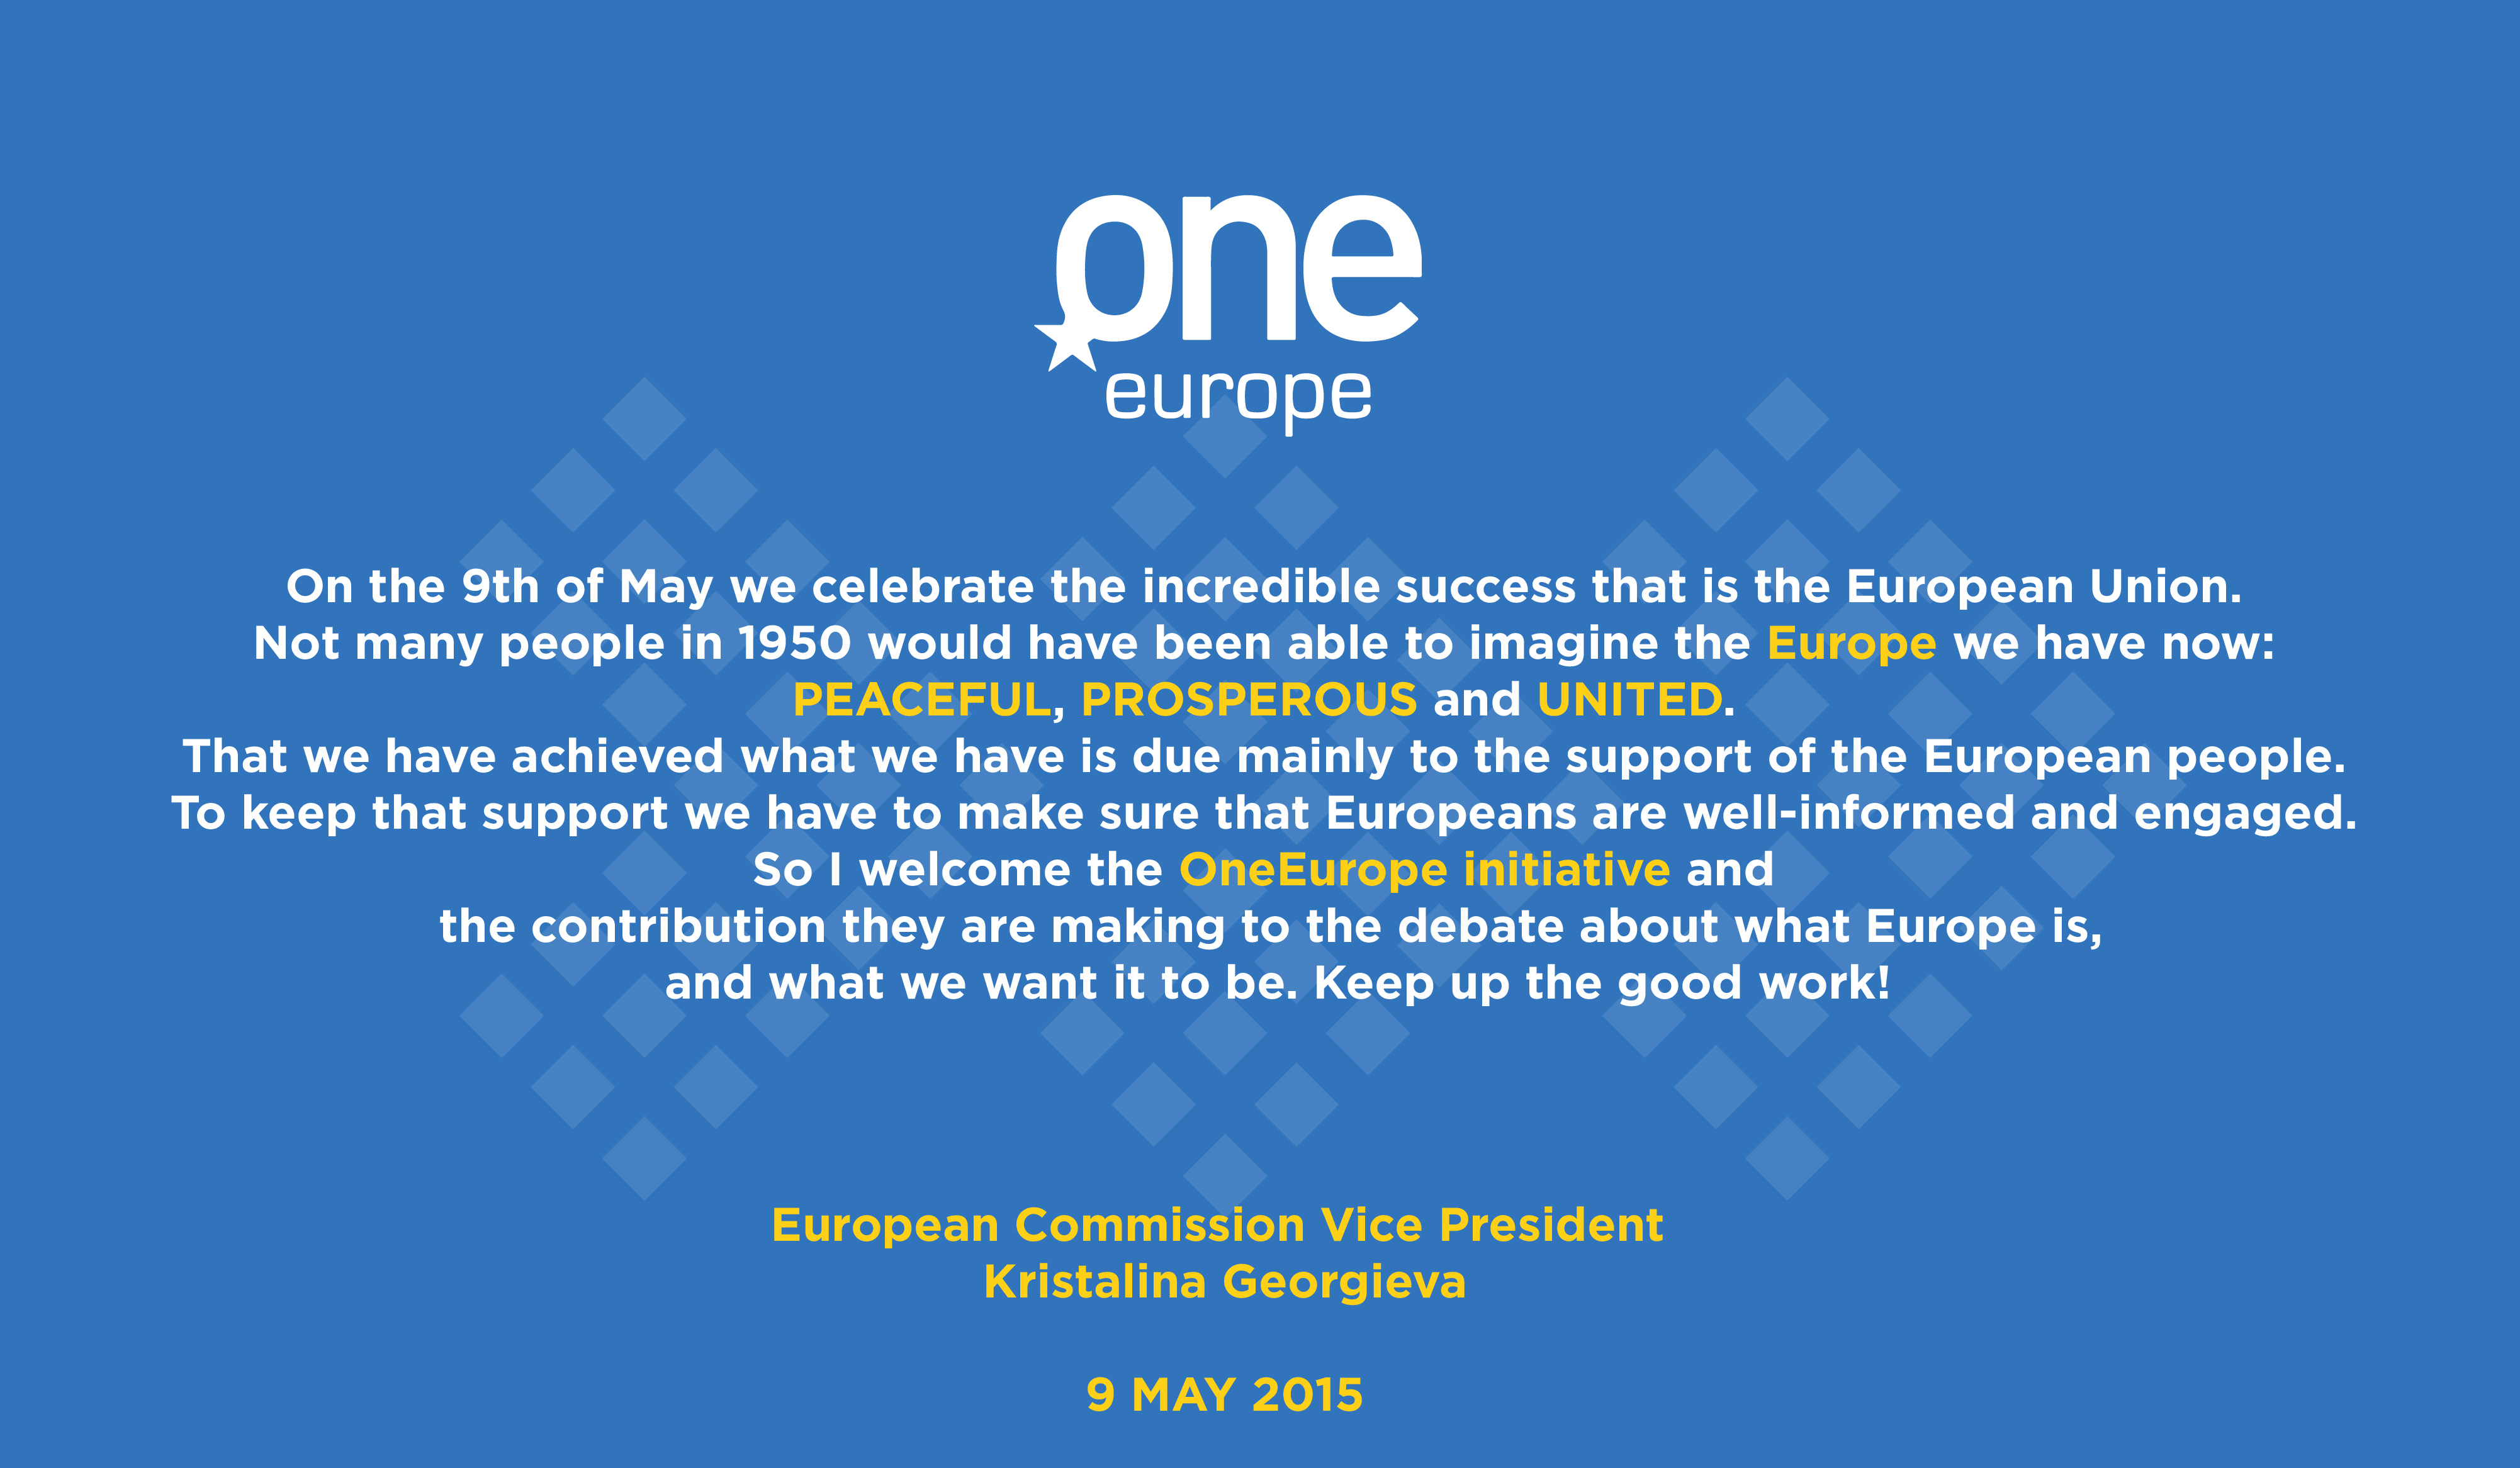 one
europe
On the 9th of May we celebrate the incredible success that is the European Union.
Not many people in 1950 would have been able to imagine the Europe we have now:
PEACEFUL, PROSPEROUS and UNITED.
That we have achieved what we have is due mainly to the support of the European people.
To keep that support we have to make sure that Europeans are well-informed and engaged.
So I welcome the OneEurope initiative and
the contribution they are making to the debate about what Europe is,
and what we want it to be. Keep up the good work!
European Commission Vice President
Kristalina Georgieva
9 MAY 2015